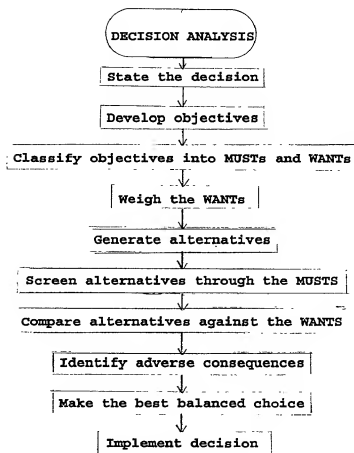 DECISION ANALYSIS
State the decision
Develop objectives
Classify objectives into MUSTs and WANTs
Weigh the WANTs
Generate alternatives
Screen alternatives through the MUSTS
Compare alternatives against the WANTS
Identify adverse consequences
Make the best balanced choice
Implement decision